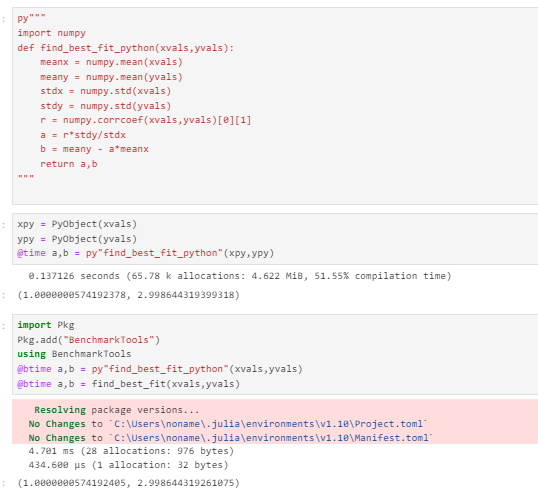 py"""
import numpy
def find_best_fit_python(xvals,yvals):
    meanx = numpy.mean(xvals)
    meany = numpy.mean(yvals)
    stdx = numpy.std(xvals)
    stdy = numpy.std(yvals)
    r = numpy.corrcoef(xvals,yvals)[0][1]
    a = r*stdy/stdx
    b = meany - a*meanx
    return a,b
"""
xpy = PyObject(xvals)
ypy = PyObject(yvals)
@time a,b = py"find_best_fit_python"(xpy,ypy)
0.137126 seconds (65.78 k allocations: 4.622 MiB, 51.55% compilation time)
(1.0000000574192378, 2.998644319399318)
import Pkg
Pkg.add("BenchmarkTools")
using BenchmarkTools
@btime a,b = py"find_best_fit_python"(xvals,yvals)
@btime a,b = find_best_fit(xvals,yvals)
Resolving package versions...
No Changes to `C:\Users\noname\.julia\environments\v1.10\Project.toml`
No Changes to `C:\Users\noname\.julia\environments\v1.10\Manifest.toml`
4.701 ms (28 allocations: 976 bytes)
434.600 μs (1 allocation: 32 bytes)
(1.0000000574192405, 2.9986443192261075)